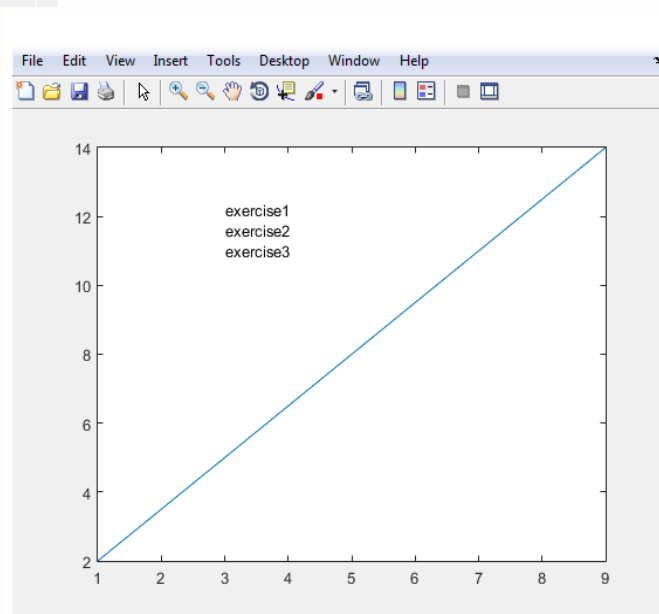 File Edit View Insert Tools Desktop Window Help
14
exercise1
12
exercise2
exercise3
10
8
6
4
2
1 2 3 4 5 6 7 8 9